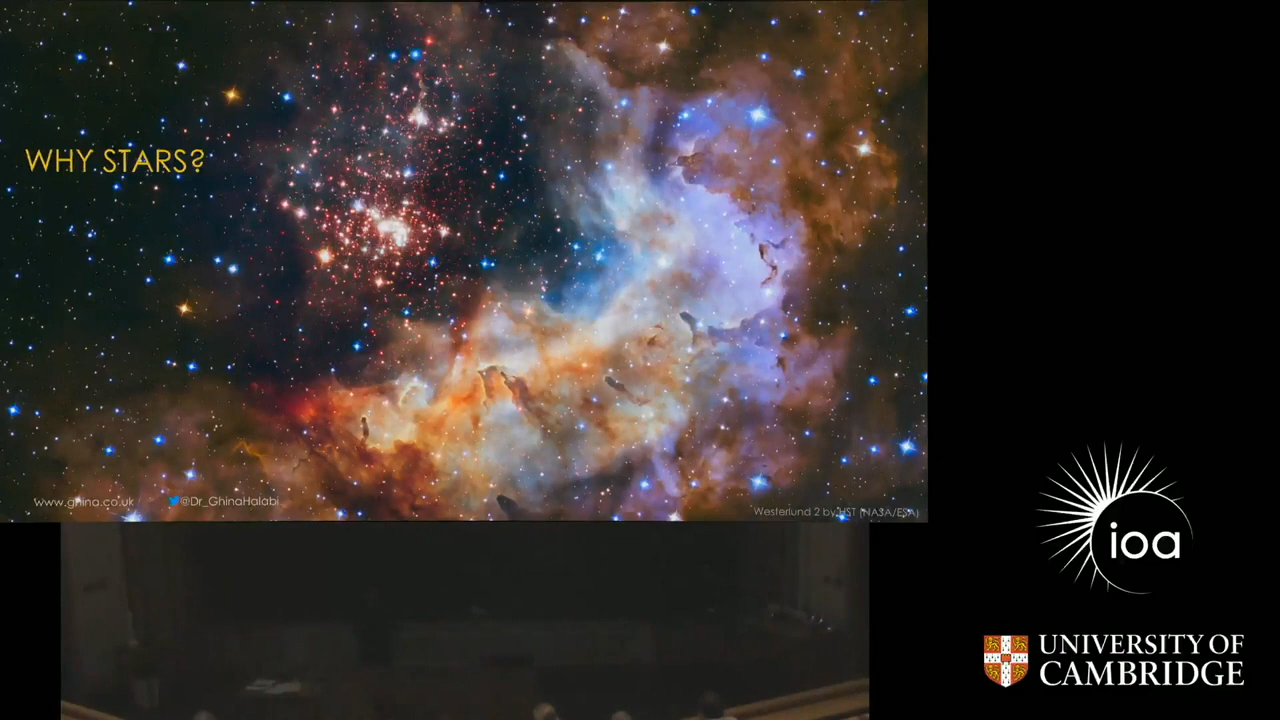 WHY STARS?
www.ghina.co.uk
@Dr_GhinaHalabi
Westerlund 2 by HST (NASA/ESA)
ioa
UNIVERSITY OF
CAMBRIDGE